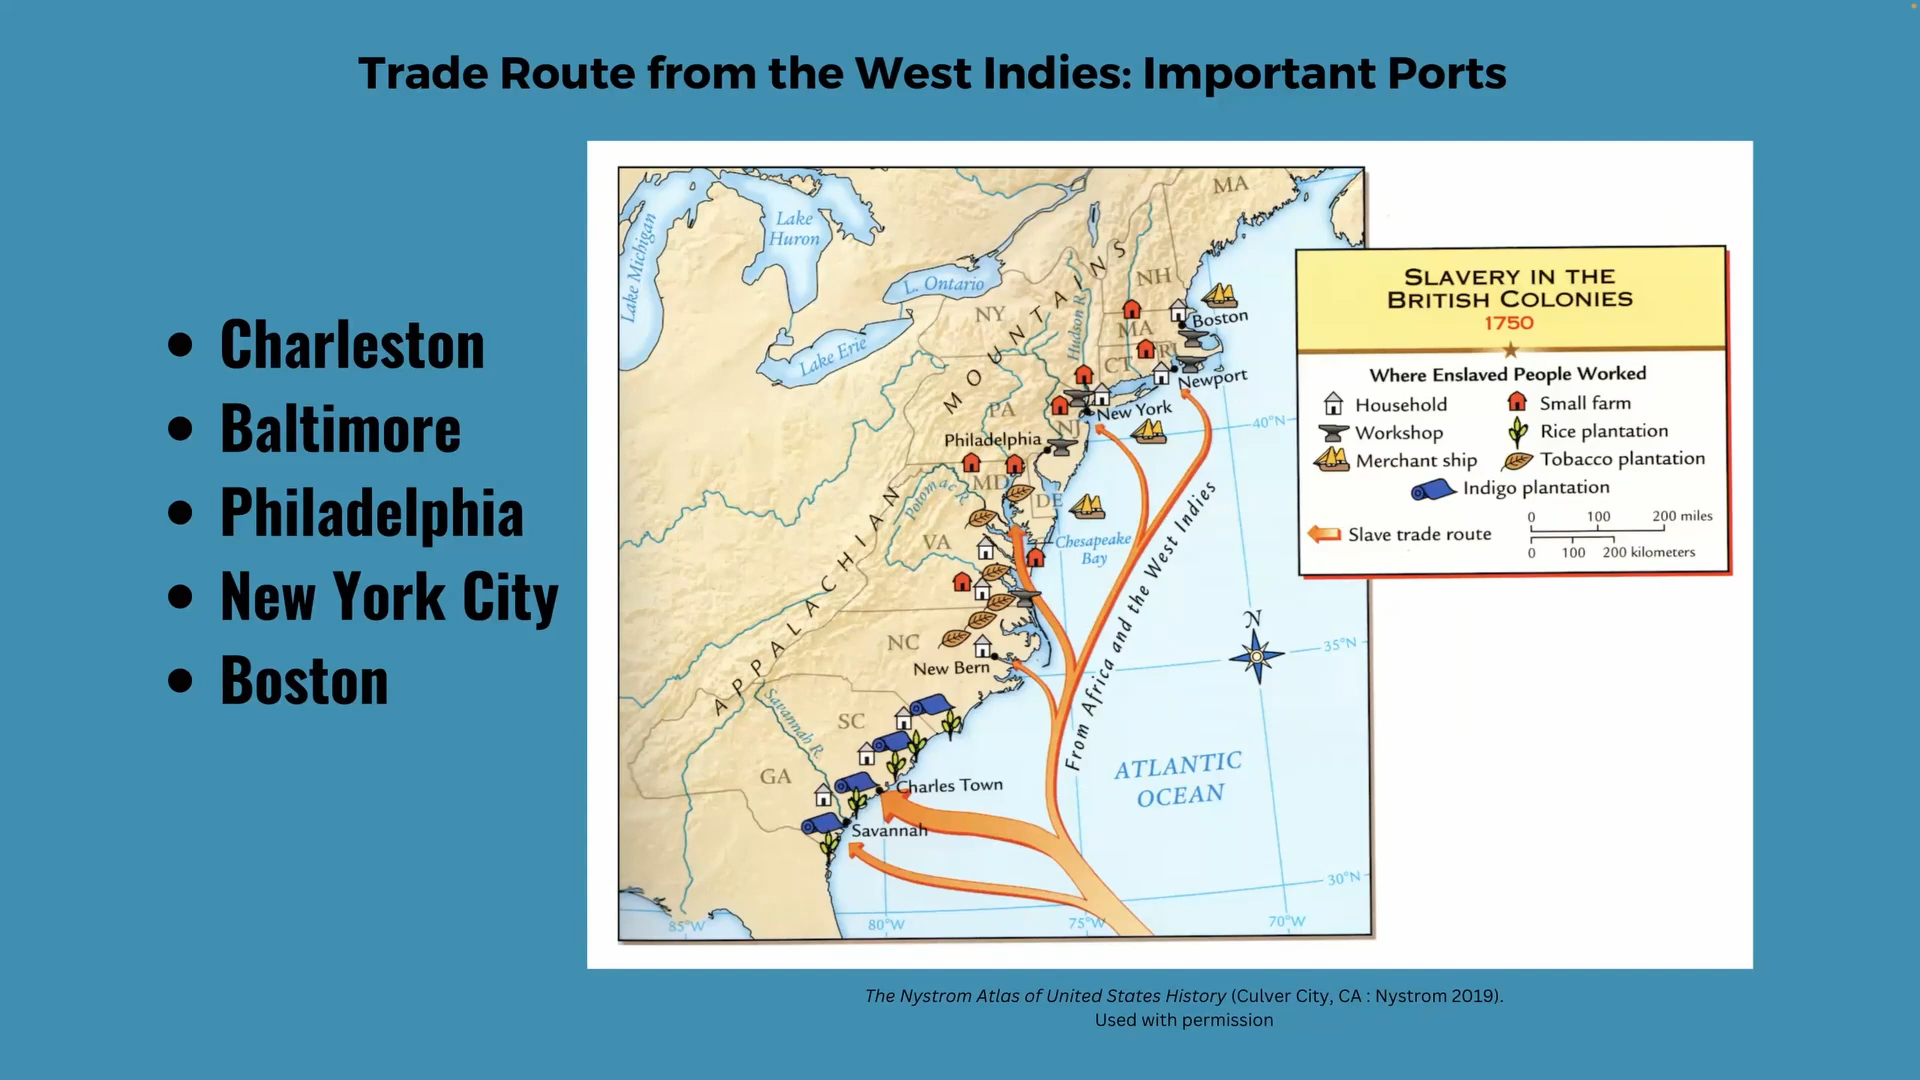 Trade Route from the West Indies: Important Ports
Charleston
Baltimore
Philadelphia
New York City
Boston
MA
Lake Michigan
Lake
Huron
L. Ontario
Lake Erie
NY
NH
MA
Boston
CT
RI
Newport
Hudson R.
PA
New York
NJ
Philadelphia
MD
DE
Potomac R.
VA
Chesapeake
Bay
APPALACHIAN MOUNTAINS
NC
New Bern
From Africa and the West Indies
SC
Savannah R.
GA
Charles Town
Savannah
ATLANTIC
OCEAN
N
40°N
35°N
30°N
85°W
80°W
75°W
70°W
SLAVERY IN THE
BRITISH COLONIES
1750
Where Enslaved People Worked
Household
Small farm
Workshop
Rice plantation
Merchant ship
Tobacco plantation
Indigo plantation
Slave trade route
0 100 200 miles
0 100 200 kilometers
The Nystrom Atlas of United States History (Culver City, CA : Nystrom 2019).
Used with permission